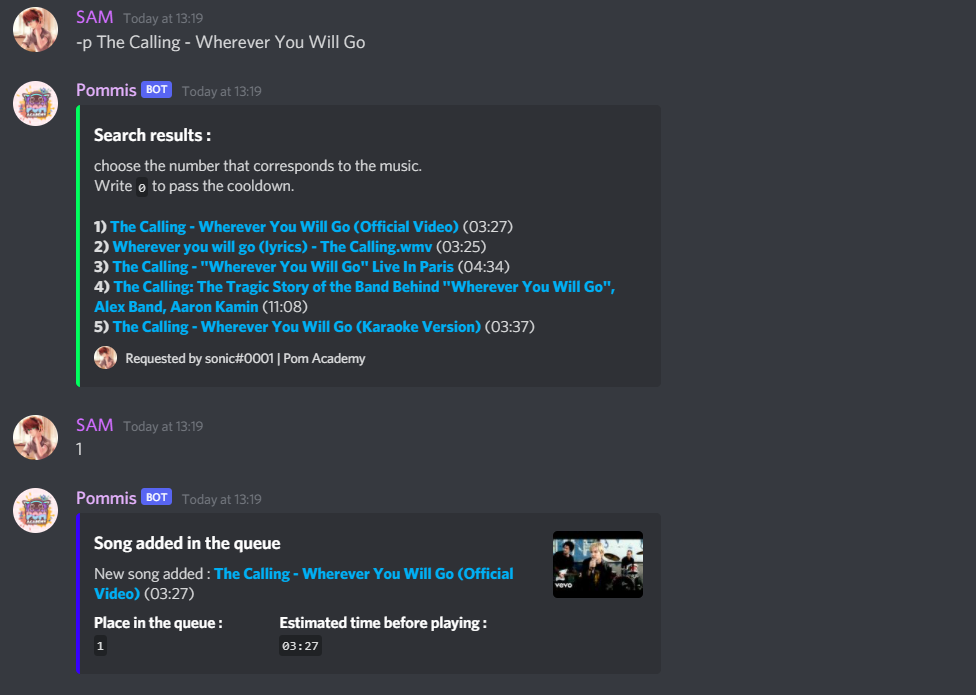 SAM Today at 13:19
-p The Calling - Wherever You Will Go
Pommis BOT Today at 13:19
Search results :
choose the number that corresponds to the music.
Write 0 to pass the cooldown.
1) The Calling - Wherever You Will Go (Official Video) (03:27)
2) Wherever you will go (lyrics) - The Calling.wmv (03:25)
3) The Calling - "Wherever You Will Go" Live In Paris (04:34)
4) The Calling: The Tragic Story of the Band Behind "Wherever You Will Go",
Alex Band, Aaron Kamin (11:08)
5) The Calling - Wherever You Will Go (Karaoke Version) (03:37)
Requested by sonic#0001 | Pom Academy
SAM Today at 13:19
1
Pommis BOT Today at 13:19
Song added in the queue
New song added : The Calling - Wherever You Will Go (Official
Video) (03:27)
vevo
Place in the queue : Estimated time before playing :
1 03:27